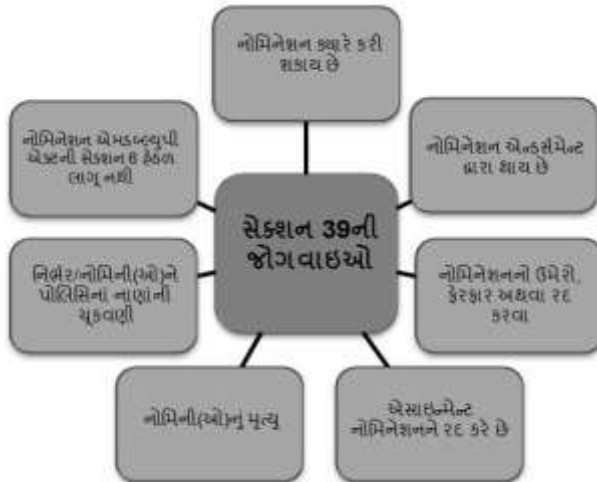 નોમિનેશન ક્યારે કરી
શકાય છે
નોમિનેશન એન્ડર્સમેન્ટ
દ્વારા થાય છે
નોમિનેશનનો ઉમેરો,
ફેરફાર અથવા રદ
કરવા
એસાઇન્મેન્ટ
નોમિનેશનને રદ કરે છે
નોમિની(ઓ)નું મૃત્યુ
નિર્ભર/નોમિની(ઓ)ને
પોલિસિનાં નાણાંની
ચૂકવણી
નોમિનેશન એમડબ્લ્યુપી
એક્ટની સેક્શન 6 હેઠળ
લાગૂ નથી
સેક્શન 39ની
જોગવાઇઓ